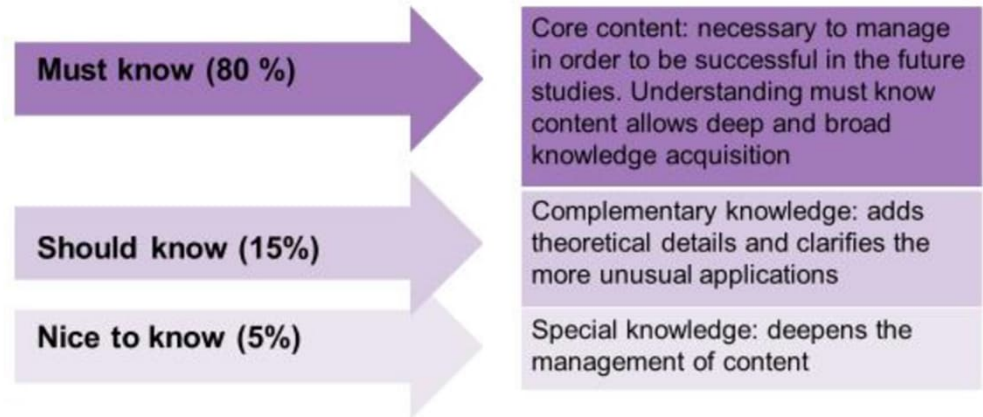 Must know (80 %)
Core content: necessary to manage
in order to be successful in the future
studies. Understanding must know
content allows deep and broad
knowledge acquisition
Should know (15%)
Complementary knowledge: adds
theoretical details and clarifies the
more unusual applications
Nice to know (5%)
Special knowledge: deepens the
management of content